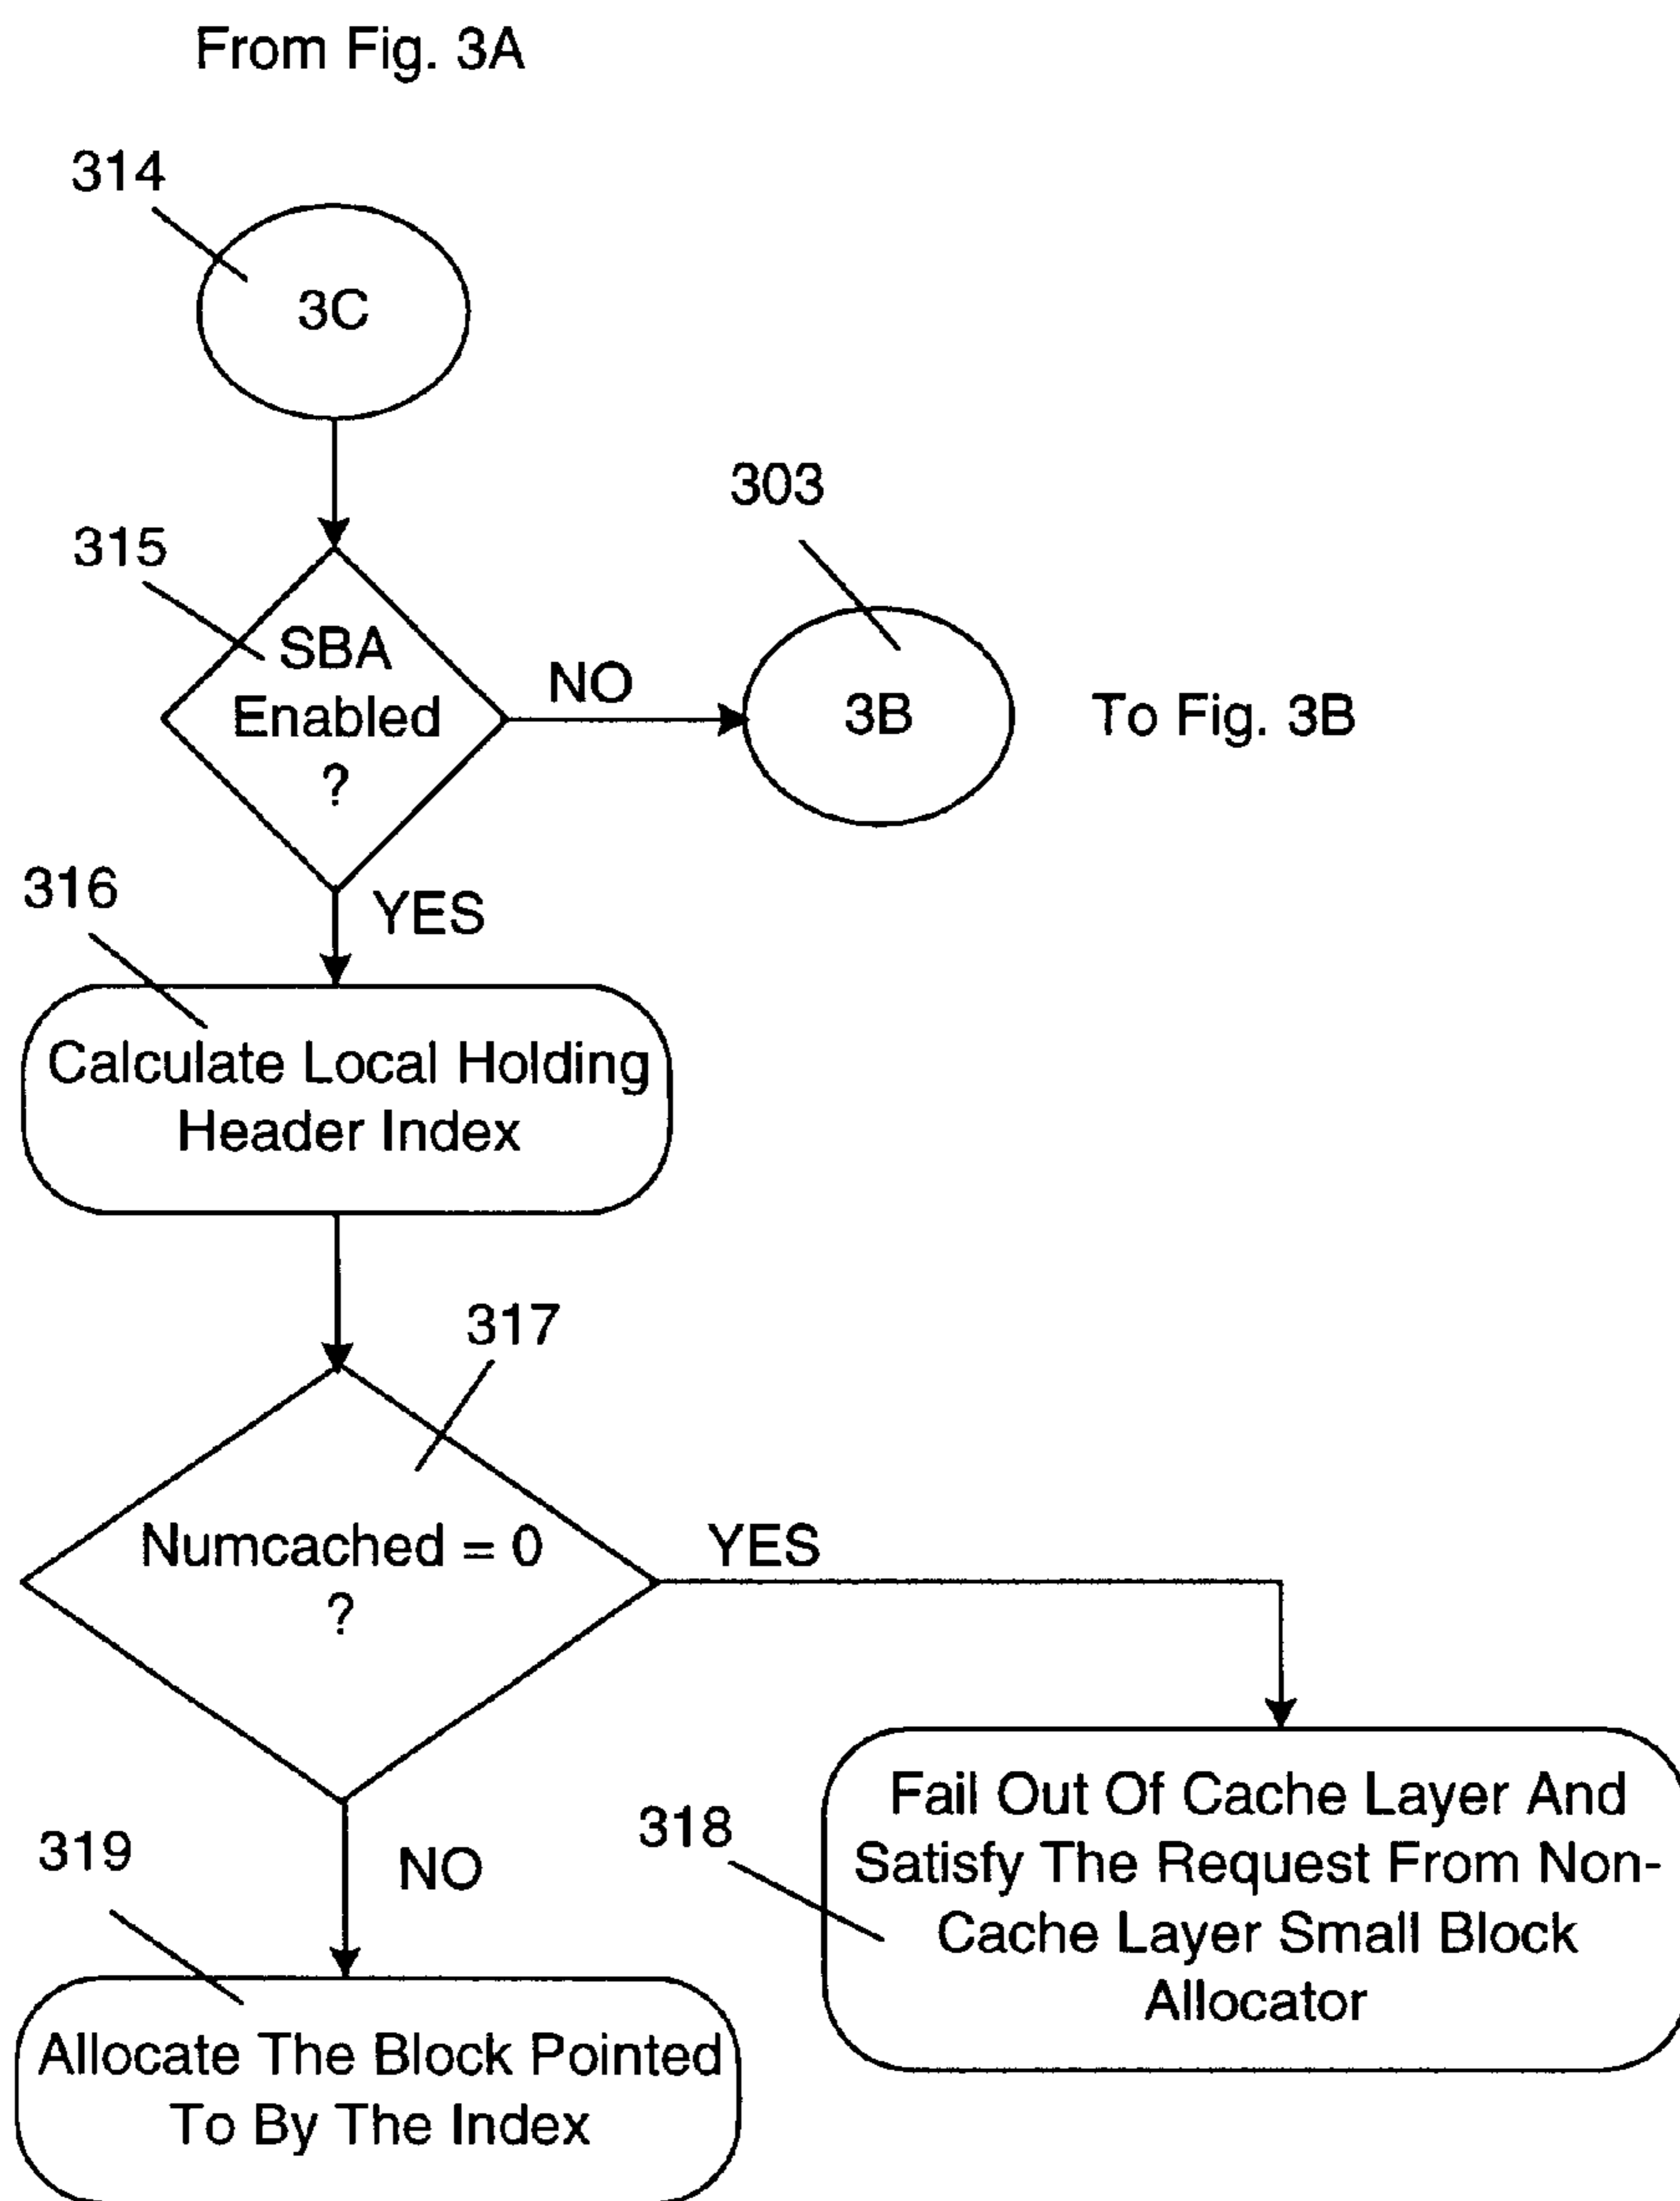 From Fig. 3A
314
3C
303
315
SBA
Enabled
?
NO
3B
To Fig. 3B
316
YES
Calculate Local Holding
Header Index
317
Numcached = 0
?
YES
318
Fail Out Of Cache Layer And
Satisfy The Request From Non-
Cache Layer Small Block
Allocator
319
NO
Allocate The Block Pointed
To By The Index